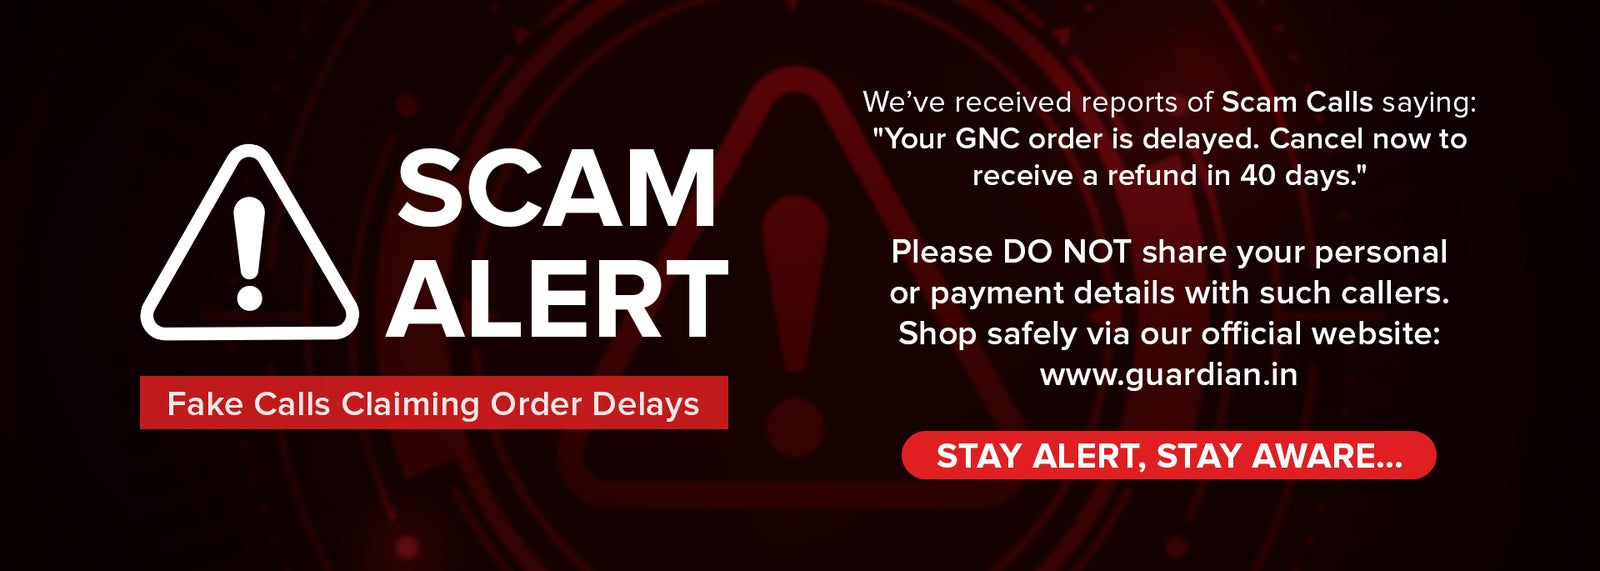 SCAM
ALERT
Fake Calls Claiming Order Delays
We’ve received reports of Scam Calls saying:
"Your GNC order is delayed. Cancel now to
receive a refund in 40 days."
Please DO NOT share your personal
or payment details with such callers.
Shop safely via our official website:
www.guardian.in
STAY ALERT, STAY AWARE...